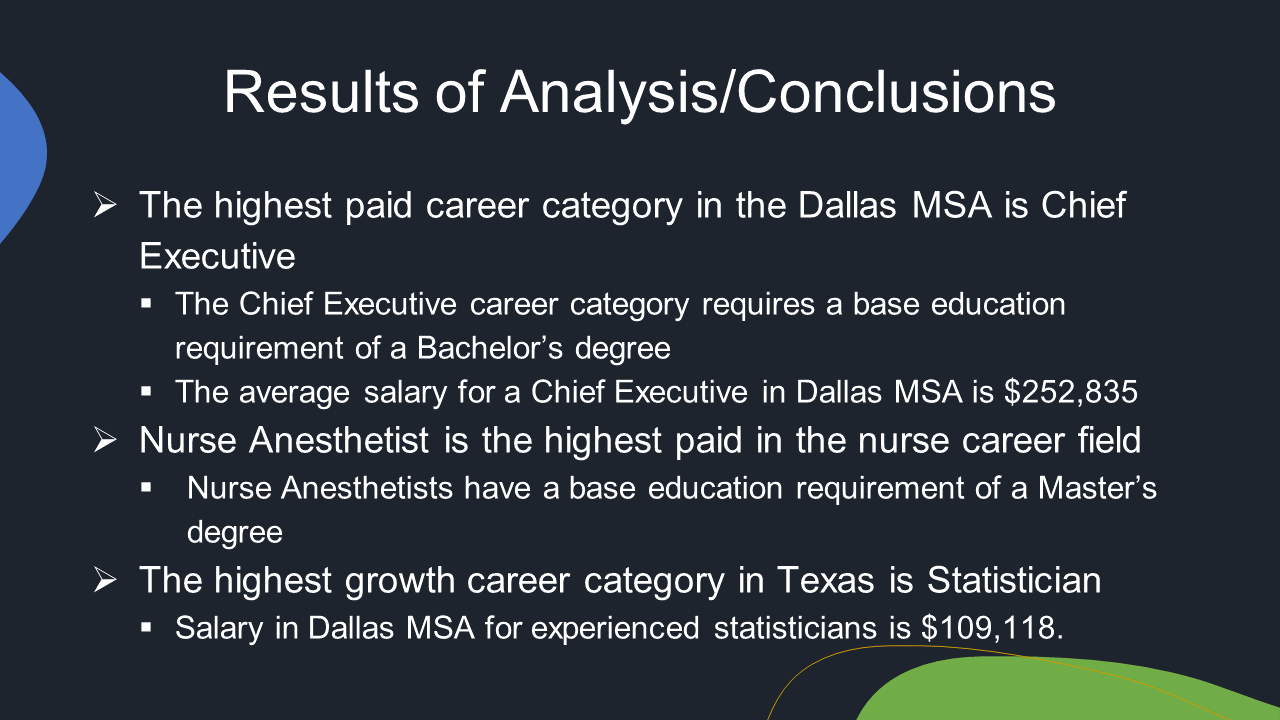 Results of Analysis/Conclusions
➢ The highest paid career category in the Dallas MSA is Chief
Executive
▪ The Chief Executive career category requires a base education
requirement of a Bachelor’s degree
▪ The average salary for a Chief Executive in Dallas MSA is $252,835
➢ Nurse Anesthetist is the highest paid in the nurse career field
▪ Nurse Anesthetists have a base education requirement of a Master’s
degree
➢ The highest growth career category in Texas is Statistician
▪ Salary in Dallas MSA for experienced statisticians is $109,118.